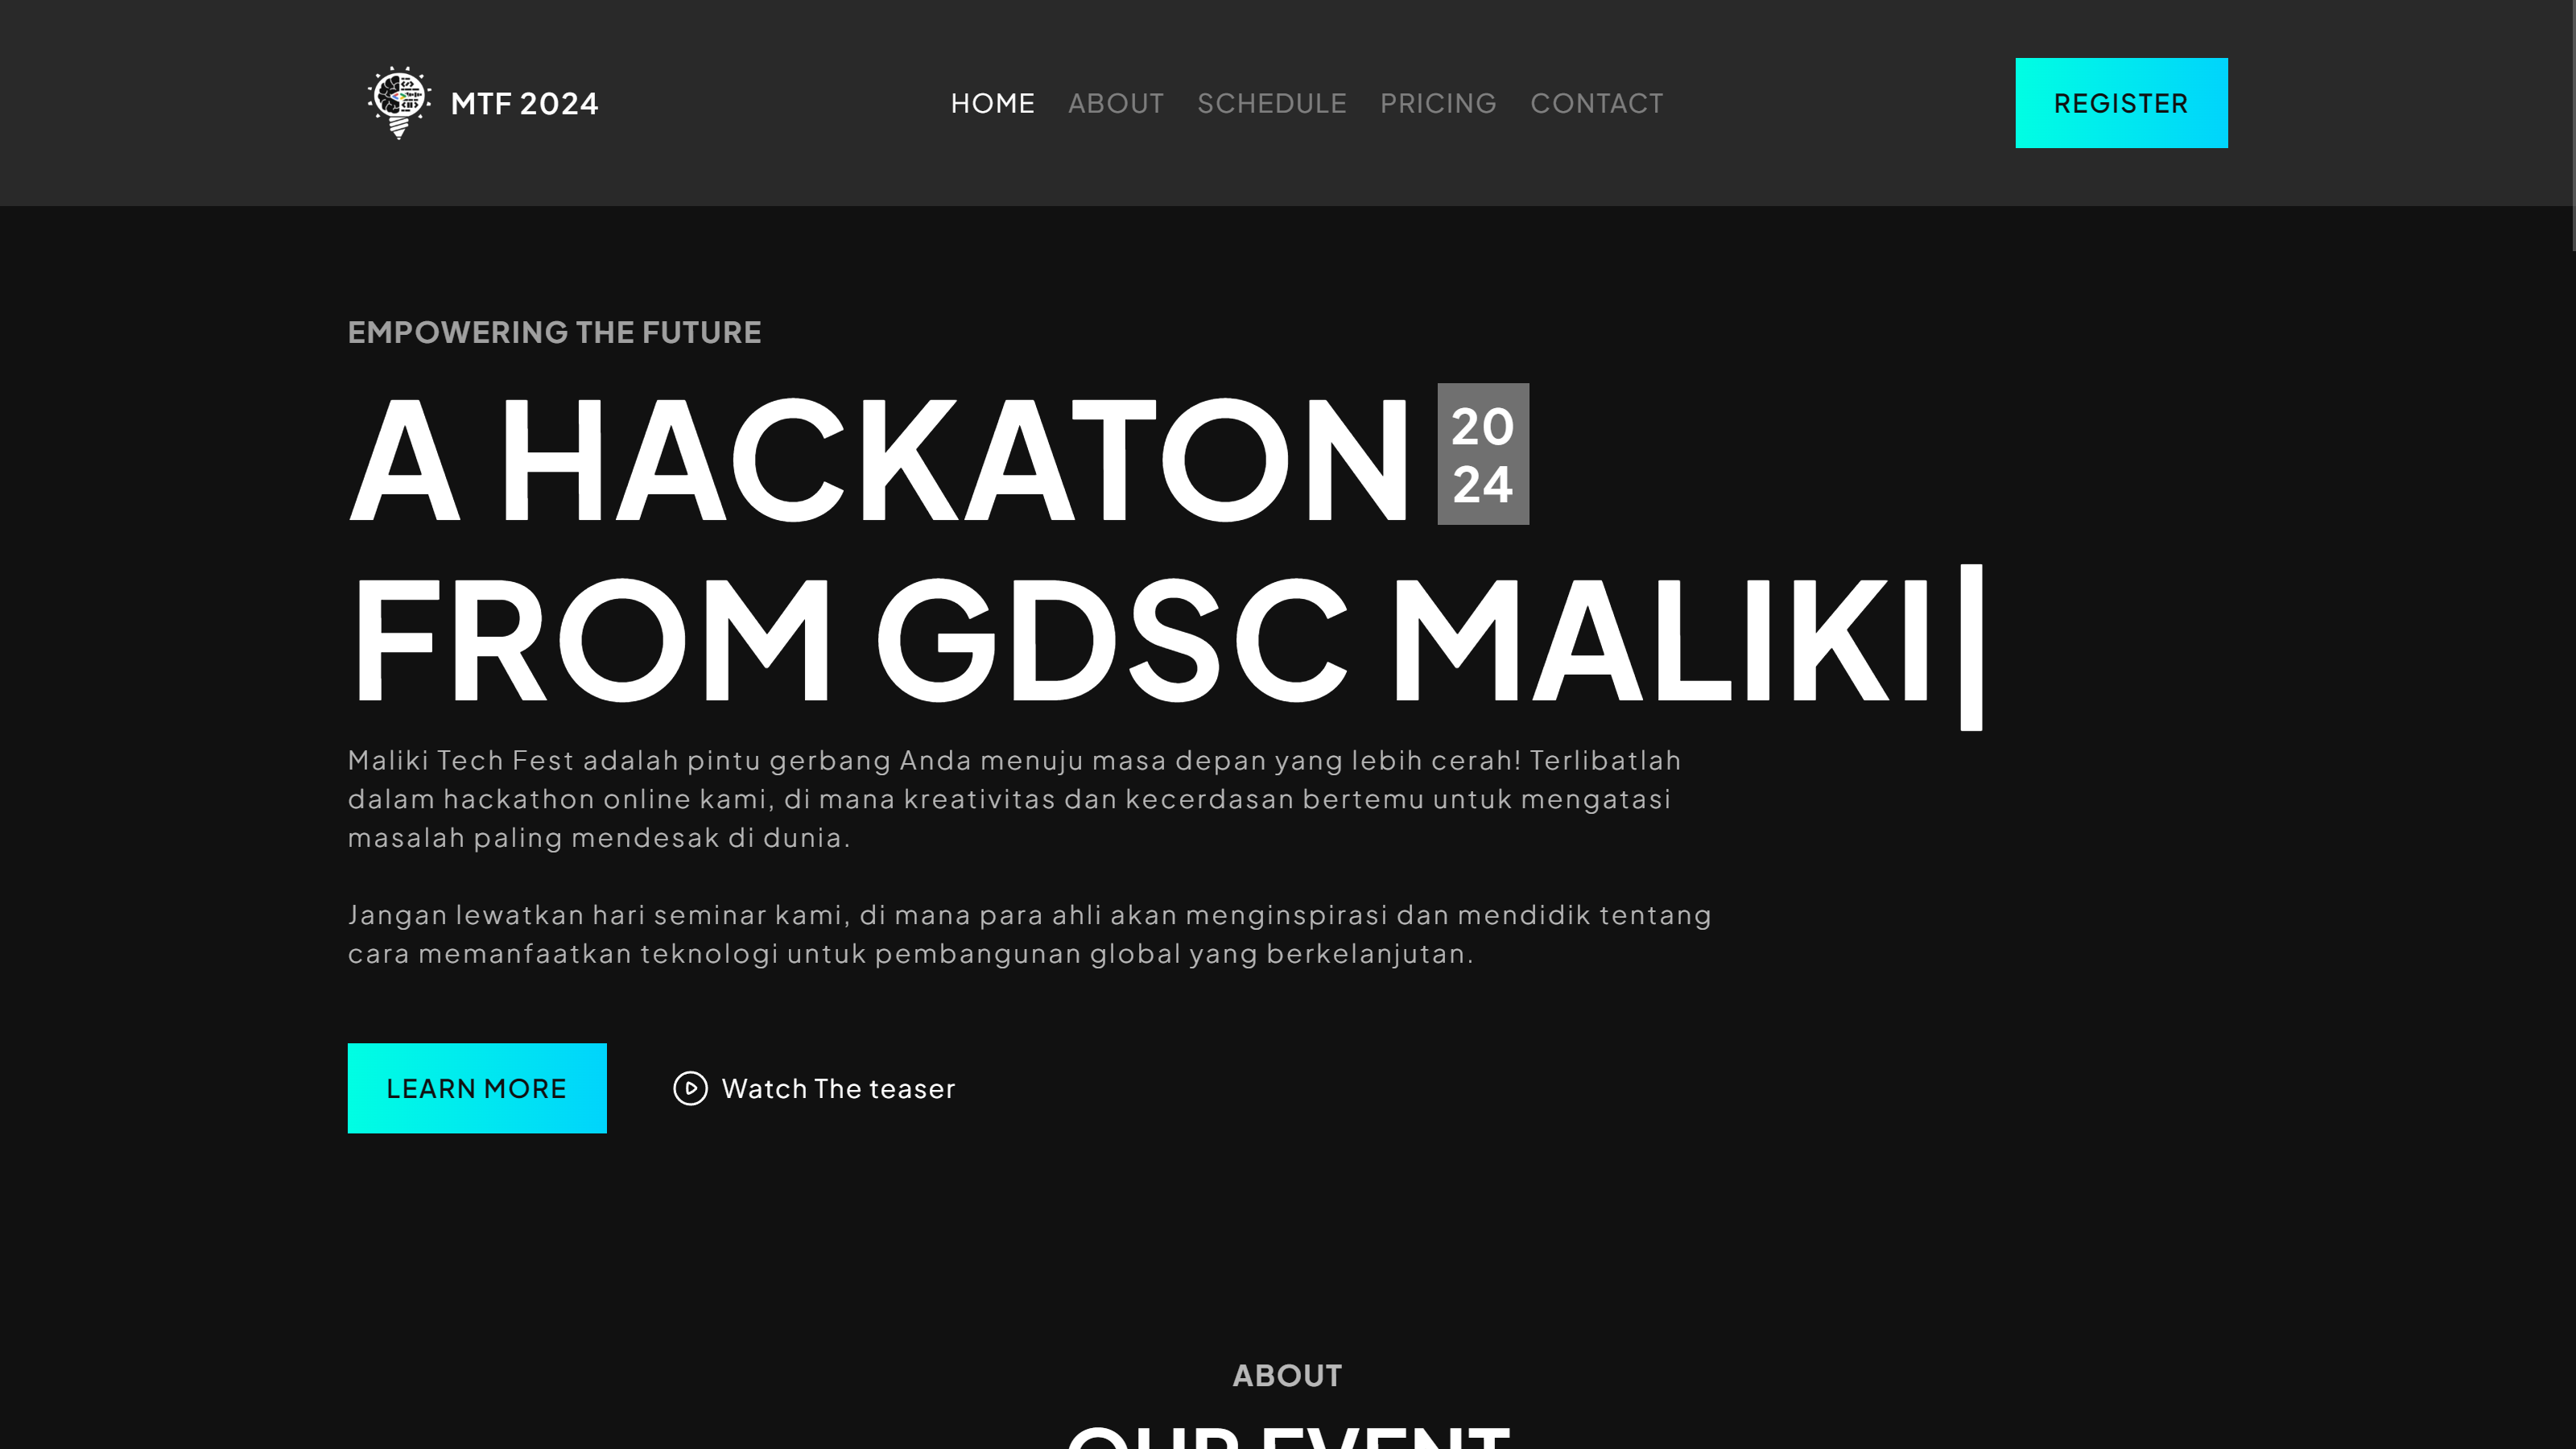 MTF 2024
HOME ABOUT SCHEDULE PRICING CONTACT
REGISTER
EMPOWERING THE FUTURE
A HACKATON 20
24
FROM GDSC MALIKI|
Maliki Tech Fest adalah pintu gerbang Anda menuju masa depan yang lebih cerah! Terlibatlah
dalam hackathon online kami, di mana kreativitas dan kecerdasan bertemu untuk mengatasi
masalah paling mendesak di dunia.
Jangan lewatkan hari seminar kami, di mana para ahli akan menginspirasi dan mendidik tentang
cara memanfaatkan teknologi untuk pembangunan global yang berkelanjutan.
LEARN MORE
Watch The teaser
ABOUT
OUR EVENT